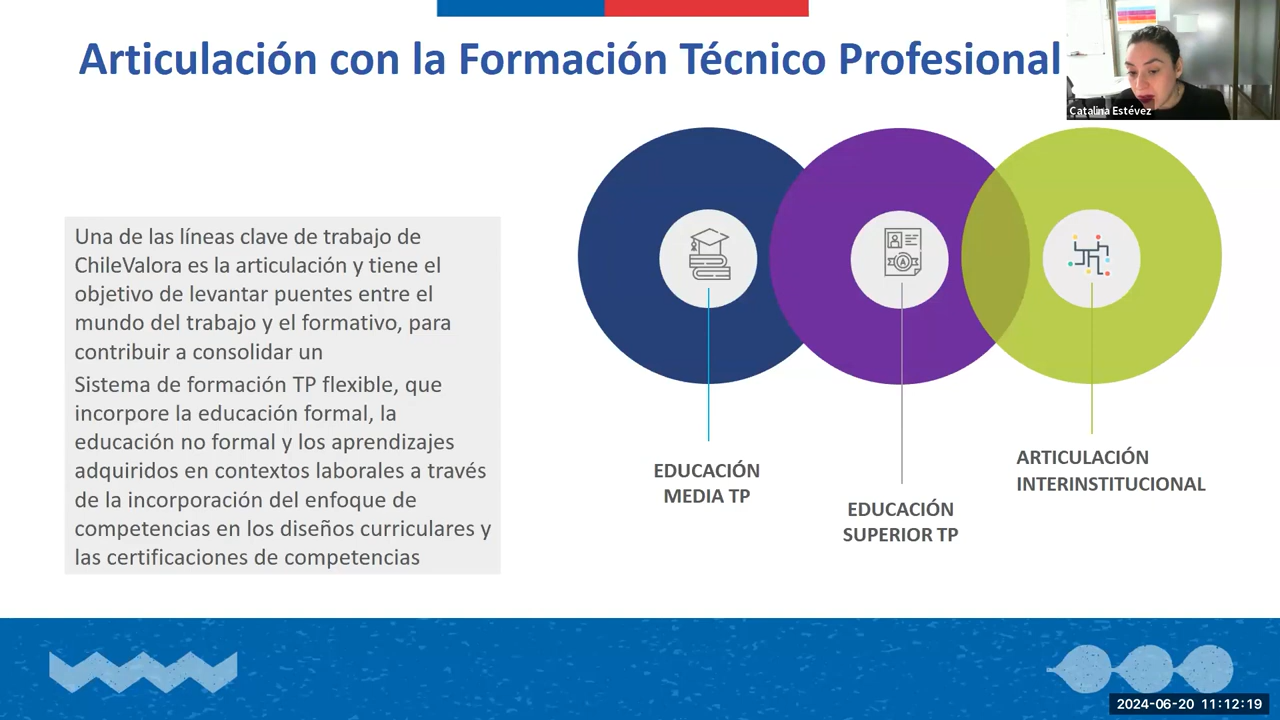 Articulación con la Formación Técnico Profesional
Catalina Estévez
Una de las líneas clave de trabajo de
ChileValora es la articulación y tiene el
objetivo de levantar puentes entre el
mundo del trabajo y el formativo, para
contribuir a consolidar un
Sistema de formación TP flexible, que
incorpore la educación formal, la
educación no formal y los aprendizajes
adquiridos en contextos laborales a través
de la incorporación del enfoque de
competencias en los diseños curriculares y
las certificaciones de competencias
EDUCACIÓN
MEDIA TP
EDUCACIÓN
SUPERIOR TP
ARTICULACIÓN
INTERINSTITUCIONAL
2024-06-20 11:12:19